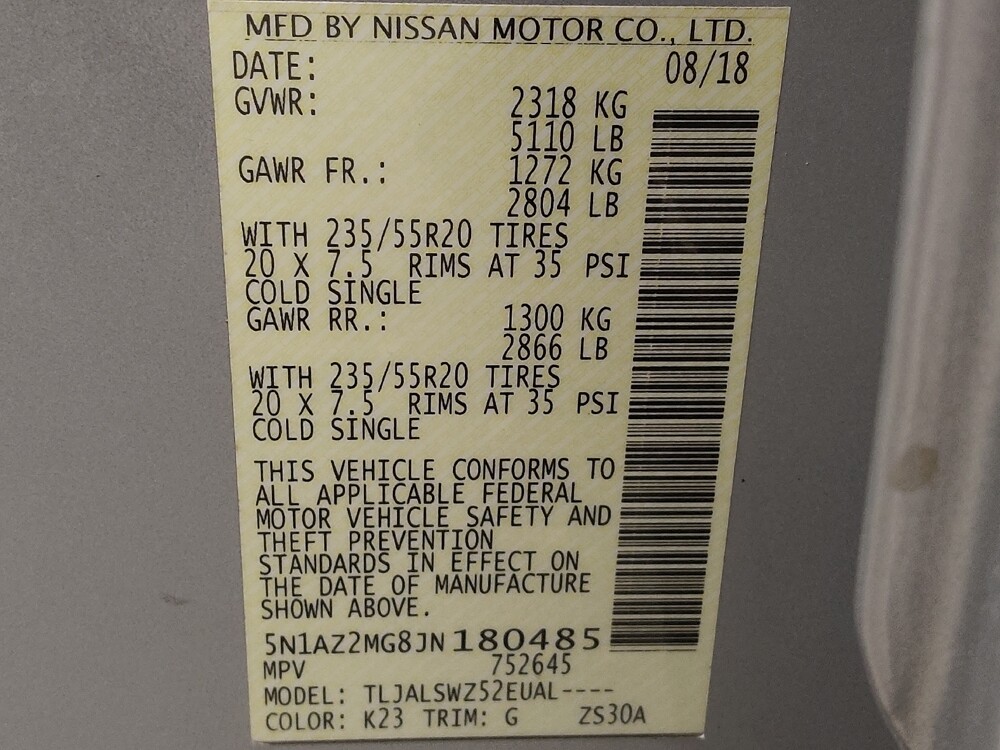 MFD BY NISSAN MOTOR CO., LTD.
DATE: 08/18
GVWR: 2318 KG
5110 LB
GAWR FR.: 1272 KG
2804 LB
WITH 235/55R20 TIRES
20 X 7.5 RIMS AT 35 PSI
COLD SINGLE
GAWR RR.: 1300 KG
2866 LB
WITH 235/55R20 TIRES
20 X 7.5 RIMS AT 35 PSI
COLD SINGLE
THIS VEHICLE CONFORMS TO
ALL APPLICABLE FEDERAL
MOTOR VEHICLE SAFETY AND
THEFT PREVENTION
STANDARDS IN EFFECT ON
THE DATE OF MANUFACTURE
SHOWN ABOVE.
5N1AZ2MG8JN180485
MPV 752645
MODEL: TLJALSWZ52EUAL----
COLOR: K23 TRIM: G ZS30A